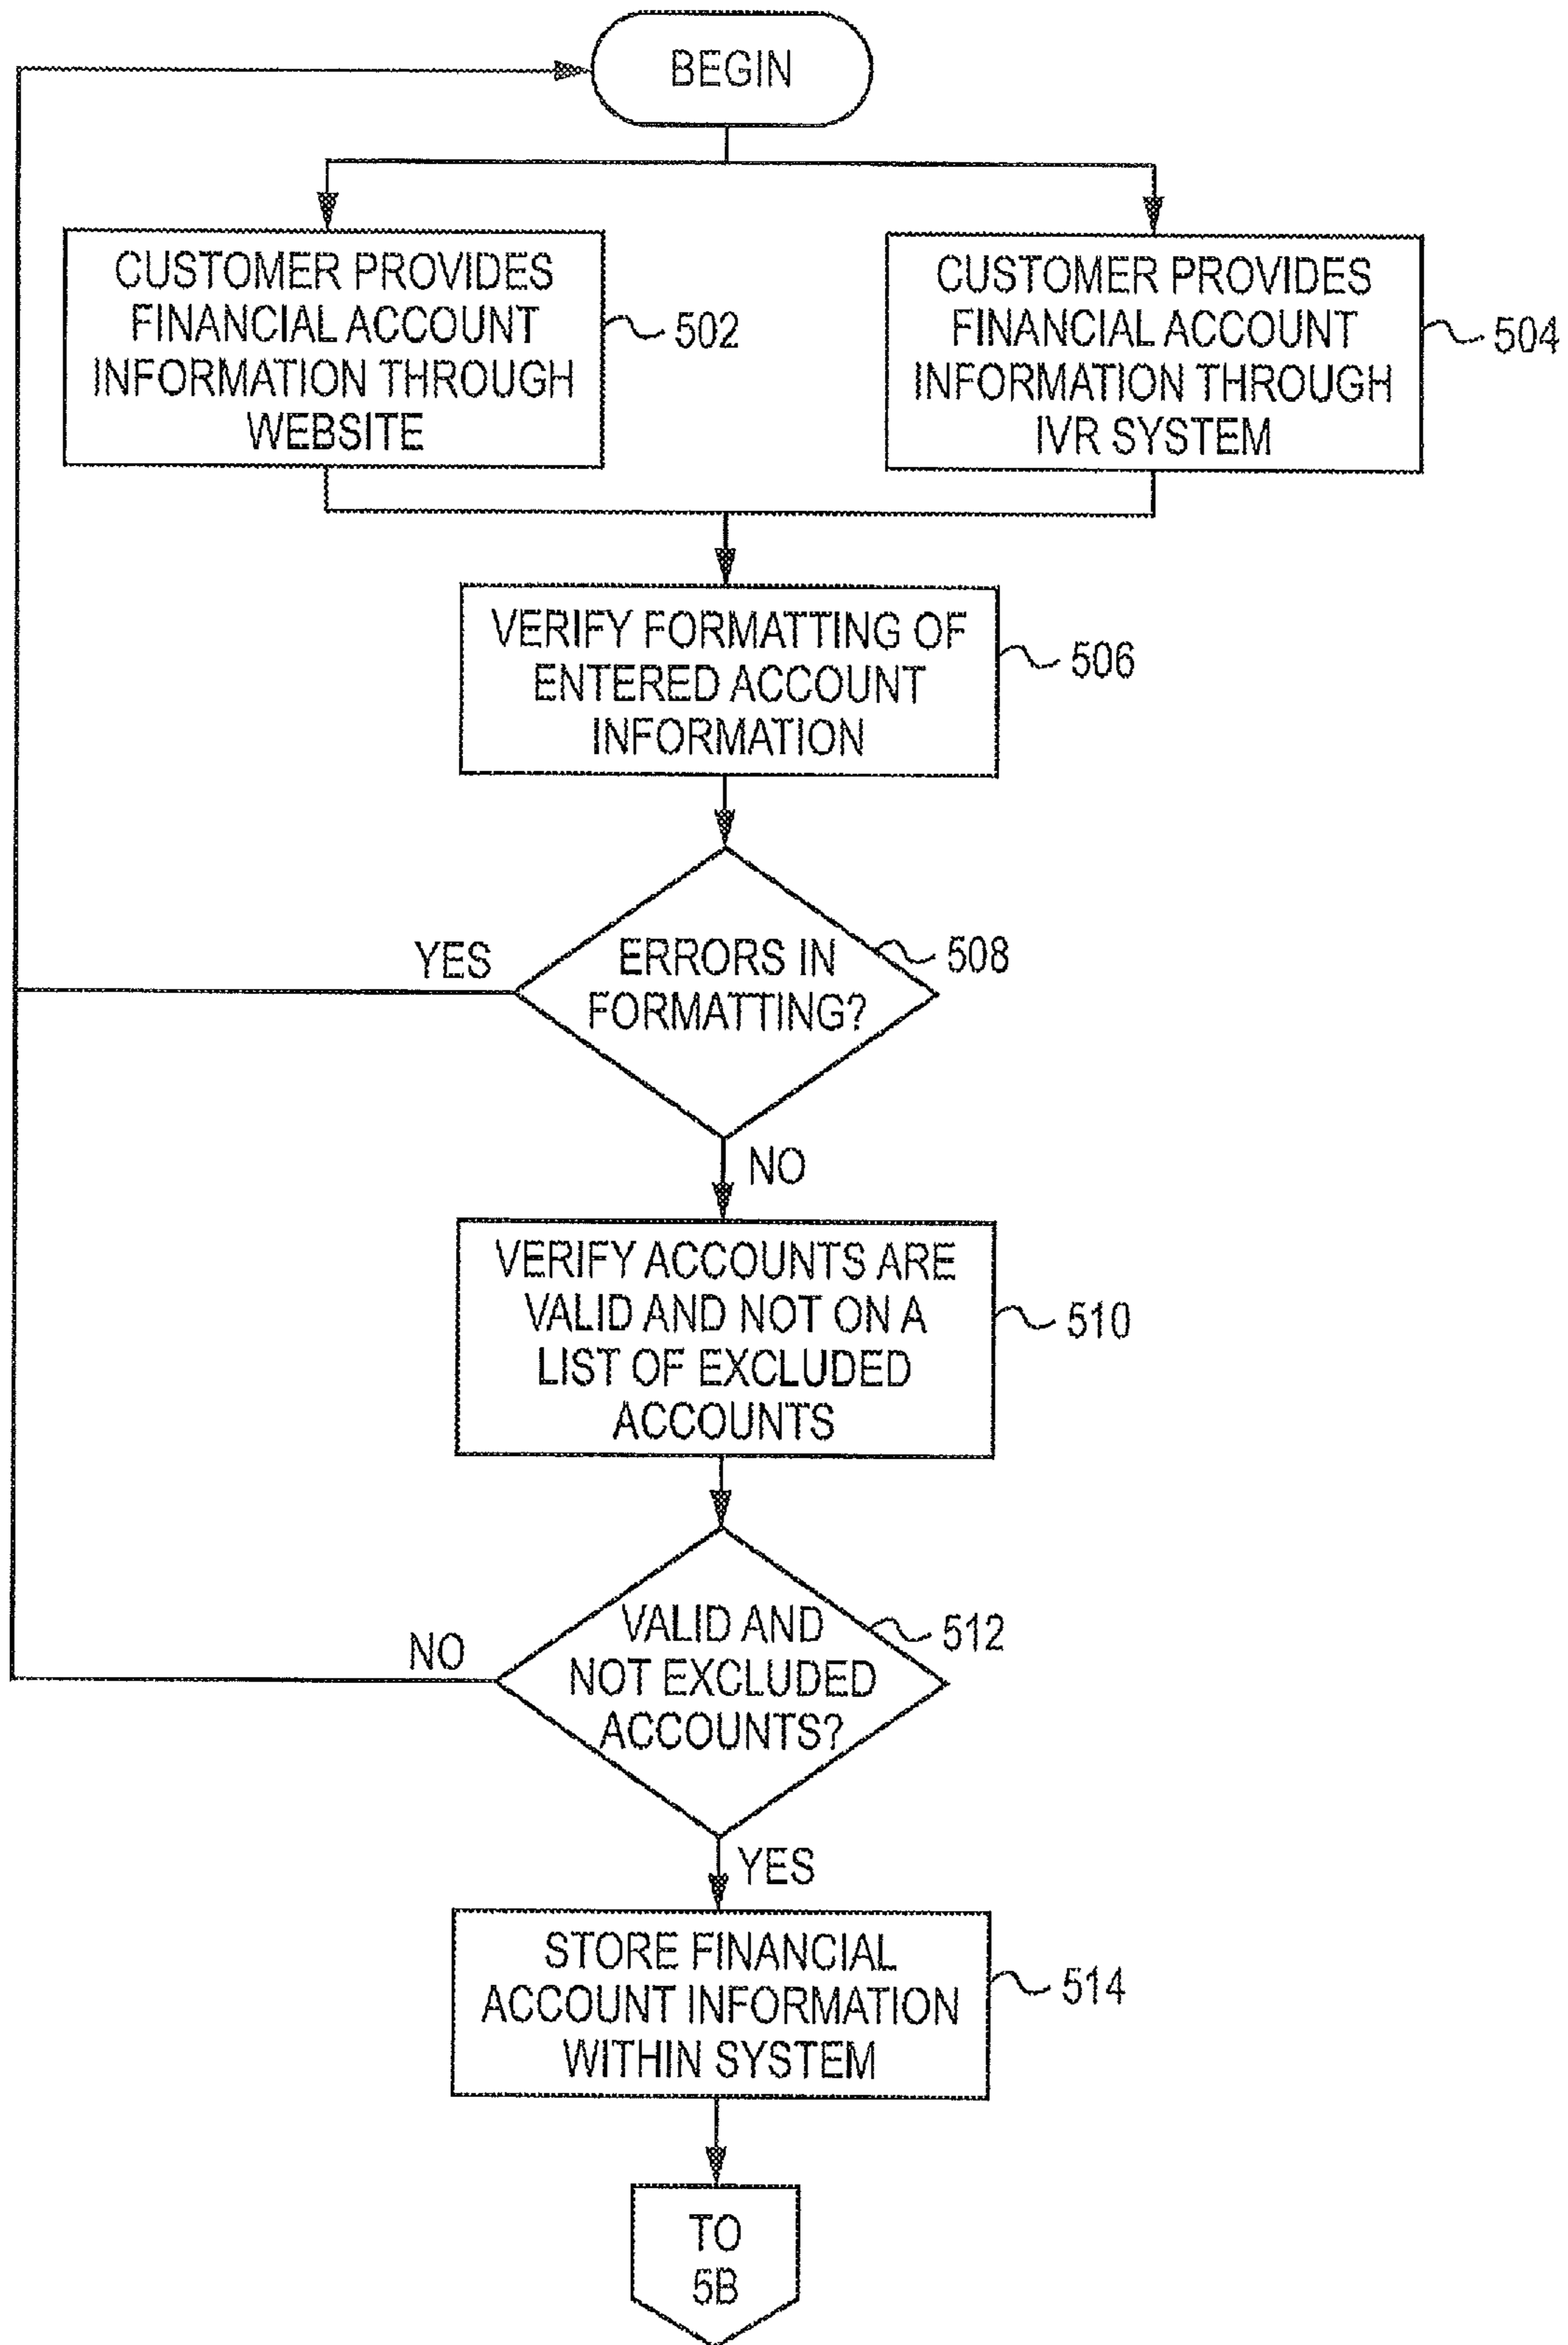 BEGIN
CUSTOMER PROVIDES
FINANCIAL ACCOUNT
INFORMATION THROUGH
WEBSITE
502
CUSTOMER PROVIDES
FINANCIAL ACCOUNT
INFORMATION THROUGH
IVR SYSTEM
504
VERIFY FORMATTING OF
ENTERED ACCOUNT
INFORMATION
506
YES
ERRORS IN
FORMATTING?
508
NO
VERIFY ACCOUNTS ARE
VALID AND NOT ON A
LIST OF EXCLUDED
ACCOUNTS
510
NO
VALID AND
NOT EXCLUDED
ACCOUNTS?
512
YES
STORE FINANCIAL
ACCOUNT INFORMATION
WITHIN SYSTEM
514
TO
5B